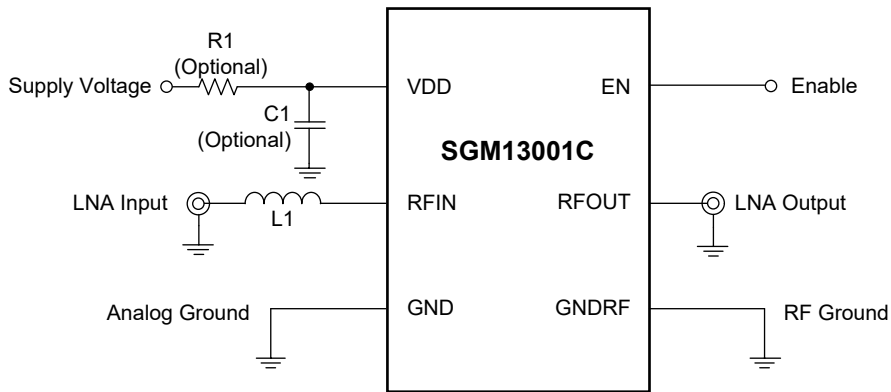 R1
(Optional)
Supply Voltage
VDD
EN
Enable
C1
(Optional)
SGM13001C
LNA Input
L1
RFIN
RFOUT
LNA Output
Analog Ground
GND
GNDRF
RF Ground